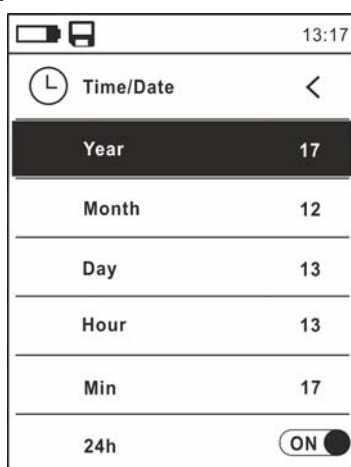 13:17
Time/Date <
Year 17
Month 12
Day 13
Hour 13
Min 17
24h ON